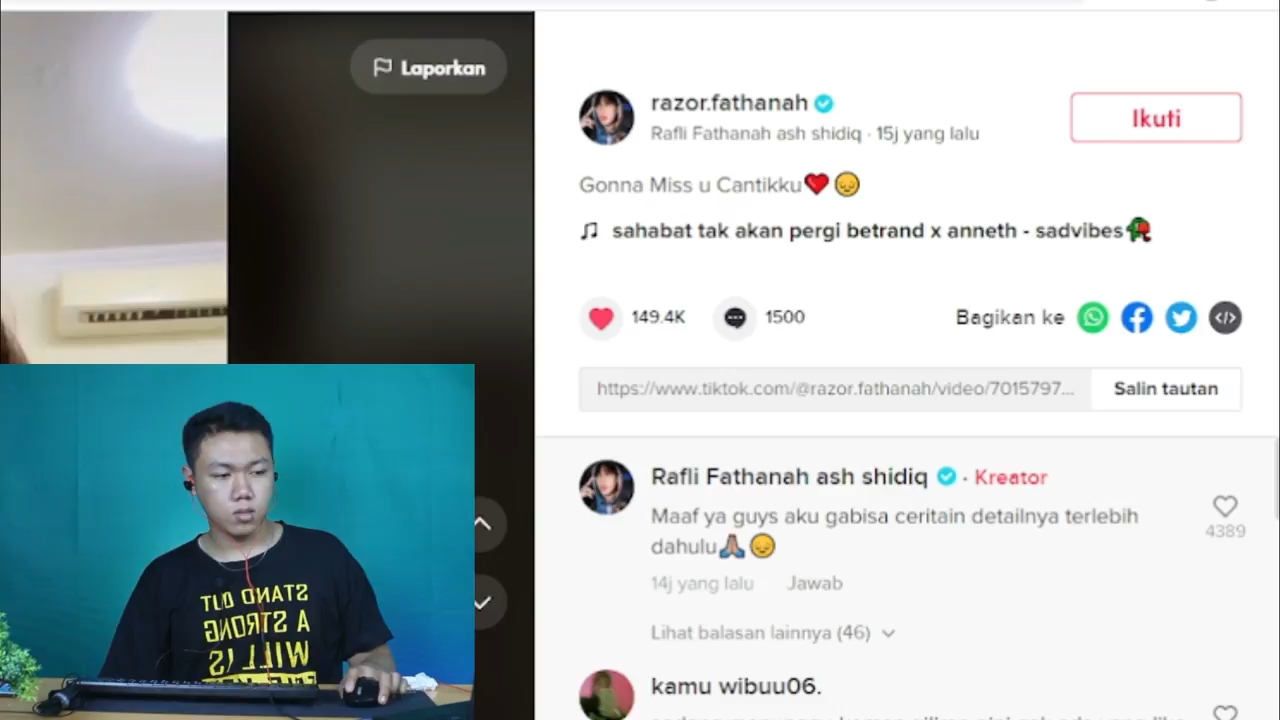 Laporkan
razor.fathanah
Rafli Fathanah ash shidiq · 15j yang lalu
Ikuti
Gonna Miss u Cantikku❤️😔
sahabat tak akan pergi betrand x anneth - sadvibes🥀
149.4K
1500
Bagikan ke
https://www.tiktok.com/@razor.fathanah/video/7015797...
Salin tautan
Rafli Fathanah ash shidiq · Kreator
Maaf ya guys aku gabisa ceritain detailnya terlebih
dahulu🙏🏽😔
4389
14j yang lalu Jawab
Lihat balasan lainnya (46)
kamu wibuu06.
STAND OUT
A STRONG
WILL IS